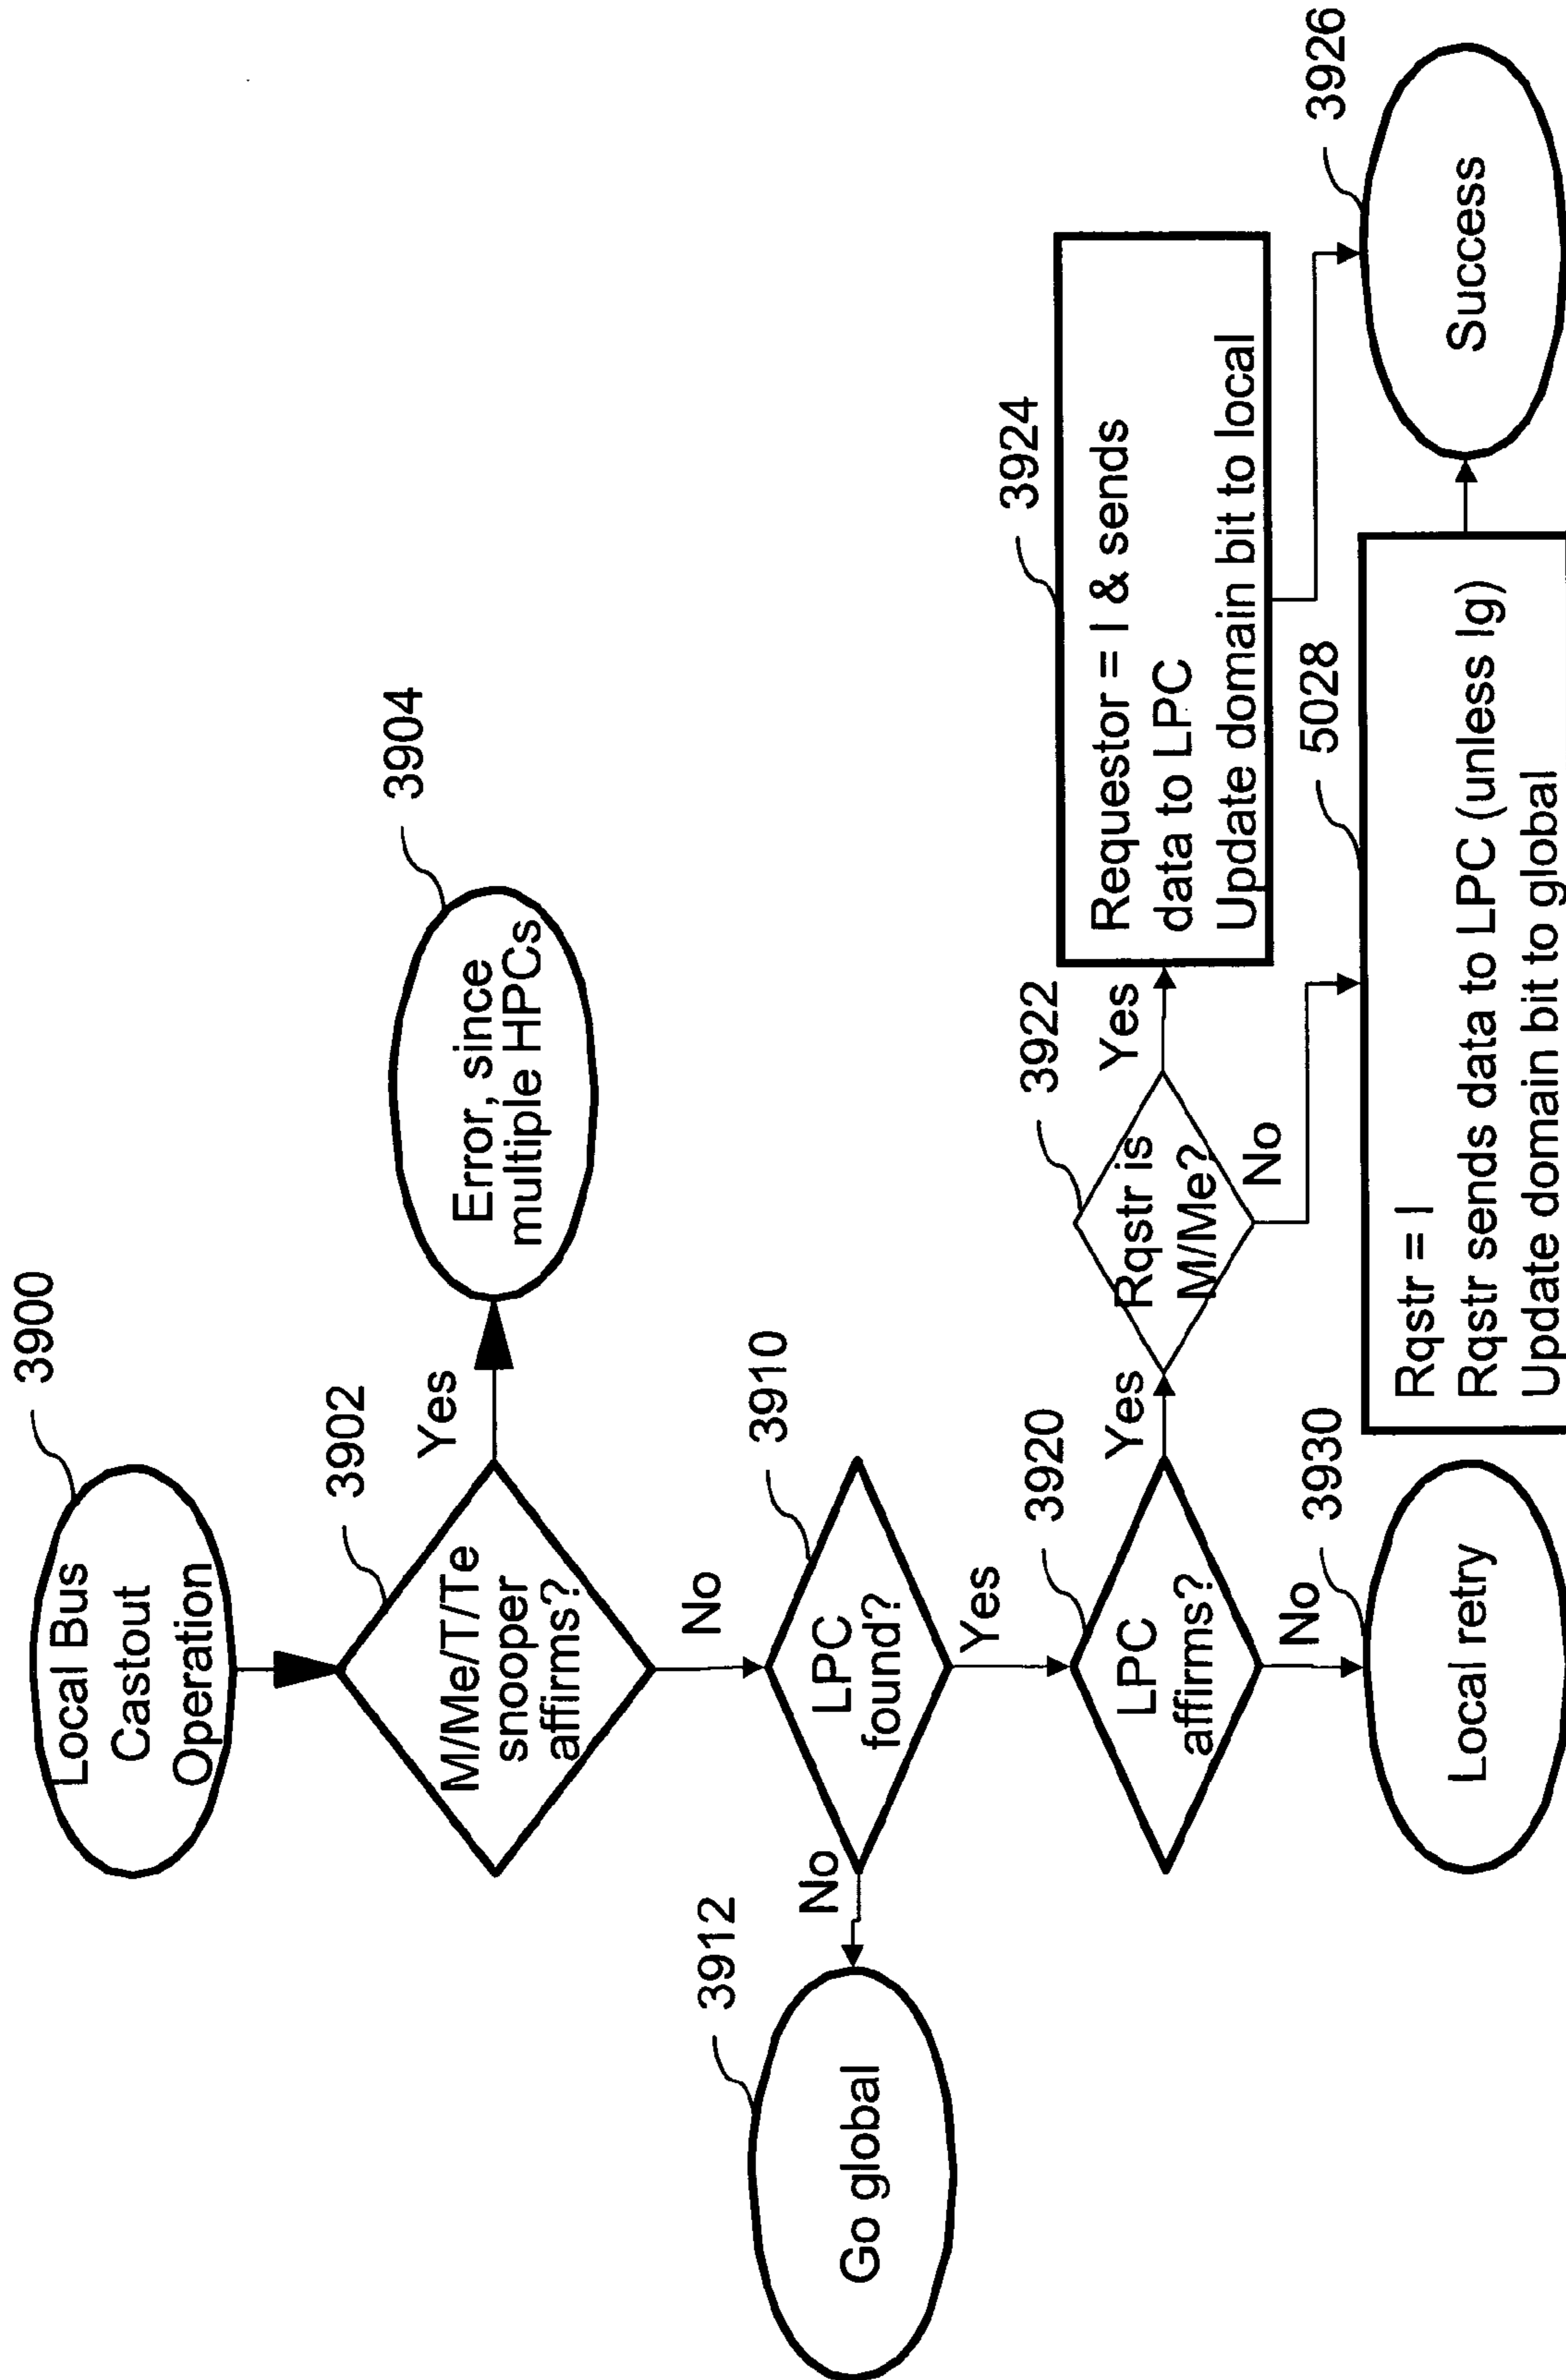 3900
Local Bus
Castout
Operation
3902
M/Me/T/Te
snooper
affirms?
Yes
3904
Error, since
multiple HPCs
No
3910
LPC
found?
No
3912
Go global
Yes
3920
LPC
affirms?
Yes
3922
Rqstr is
M/Me?
Yes
3924
Requestor = I & sends
data to LPC
Update domain bit to local
No
3930
Local retry
No
5028
Rqstr = I
Rqstr sends data to LPC (unless Ig)
Update domain bit to global
3926
Success